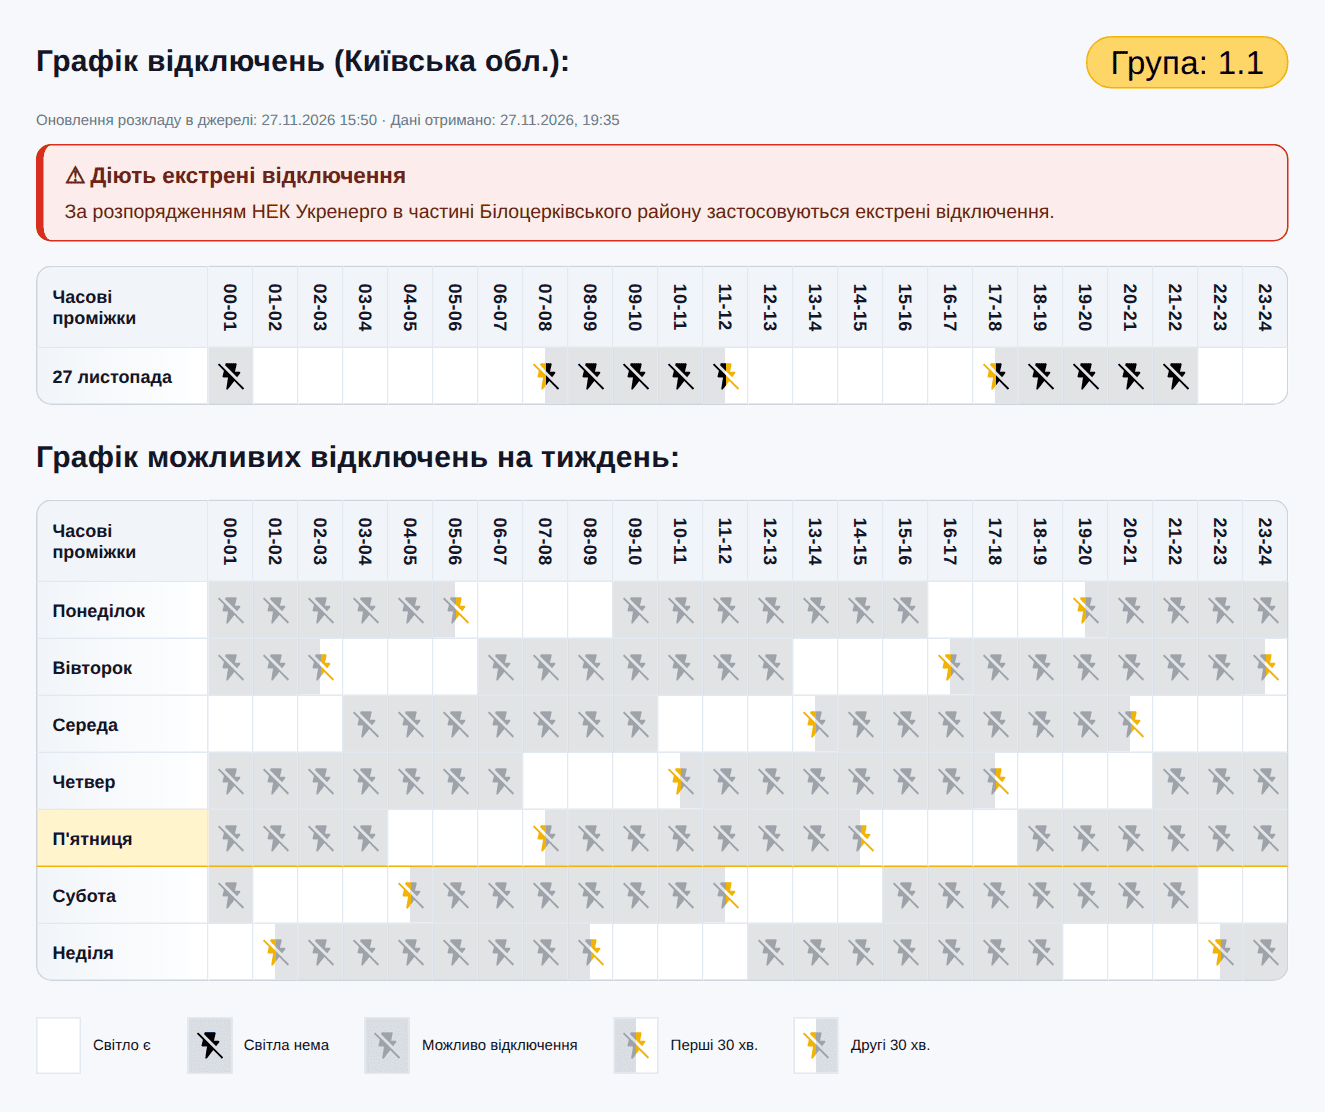 Графік відключень (Київська обл.):
Група: 1.1
Оновлення розкладу в джерелі: 27.11.2026 15:50 · Дані отримано: 27.11.2026, 19:35
⚠ Діють екстрені відключення
За розпорядженням НЕК Укренерго в частині Білоцерківського району застосовуються екстрені відключення.
Часові проміжки 00-01 01-02 02-03 03-04 04-05 05-06 06-07 07-08 08-09 09-10 10-11 11-12 12-13 13-14 14-15 15-16 16-17 17-18 18-19 19-20 20-21 21-22 22-23 23-24
27 листопада
Графік можливих відключень на тиждень:
Часові проміжки 00-01 01-02 02-03 03-04 04-05 05-06 06-07 07-08 08-09 09-10 10-11 11-12 12-13 13-14 14-15 15-16 16-17 17-18 18-19 19-20 20-21 21-22 22-23 23-24
Понеділок
Вівторок
Середа
Четвер
П'ятниця
Субота
Неділя
Світло є Світла нема Можливо відключення Перші 30 хв. Другі 30 хв.